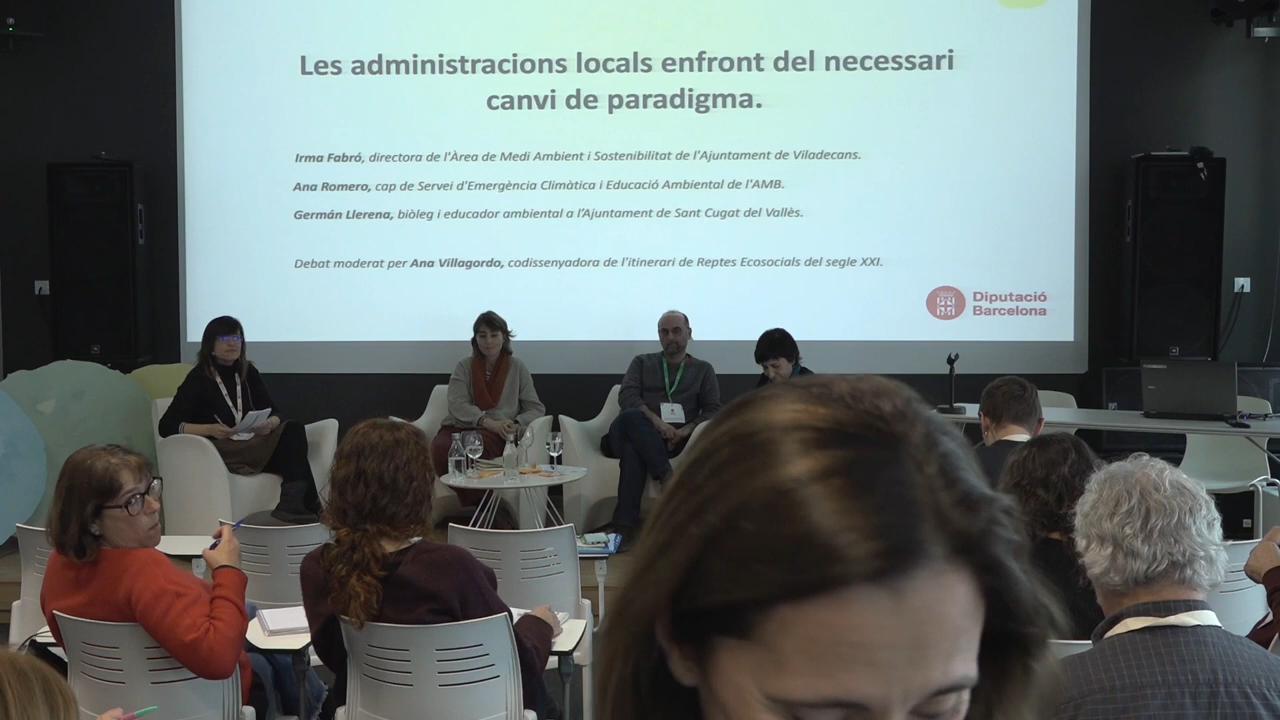 Les administracions locals enfront del necessari
canvi de paradigma.
Irma Fabró, directora de l'Àrea de Medi Ambient i Sostenibilitat de l'Ajuntament de Viladecans.
Ana Romero, cap de Servei d'Emergència Climàtica i Educació Ambiental de l'AMB.
Germán Llerena, biòleg i educador ambiental a l'Ajuntament de Sant Cugat del Vallès.
Debat moderat per Ana Villagordo, codissenyadora de l'itinerari de Reptes Ecosocials del segle XXI.
Diputació
Barcelona